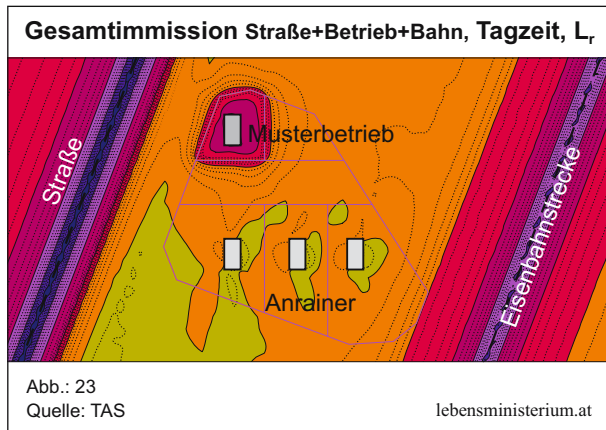 Gesamtimmission Straße+Betrieb+Bahn, Tagzeit, Lr
Musterbetrieb
Straße
Eisenbahnstrecke
Anrainer
Abb.: 23
Quelle: TAS
lebensministerium.at